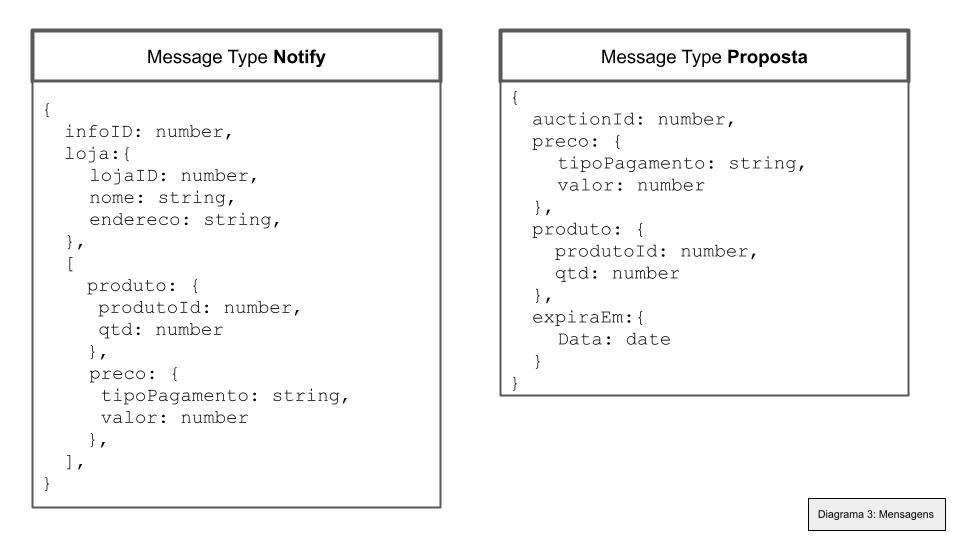 Message Type Notify
{
infoID: number,
loja:{
lojaID: number,
nome: string,
endereco: string,
},
[
produto: {
produtoId: number,
qtd: number
},
preco: {
tipoPagamento: string,
valor: number
},
],
}
Message Type Proposta
{
auctionId: number,
preco: {
tipoPagamento: string,
valor: number
},
produto: {
produtoId: number,
qtd: number
},
expiraEm:{
Data: date
}
}
Diagrama 3: Mensagens